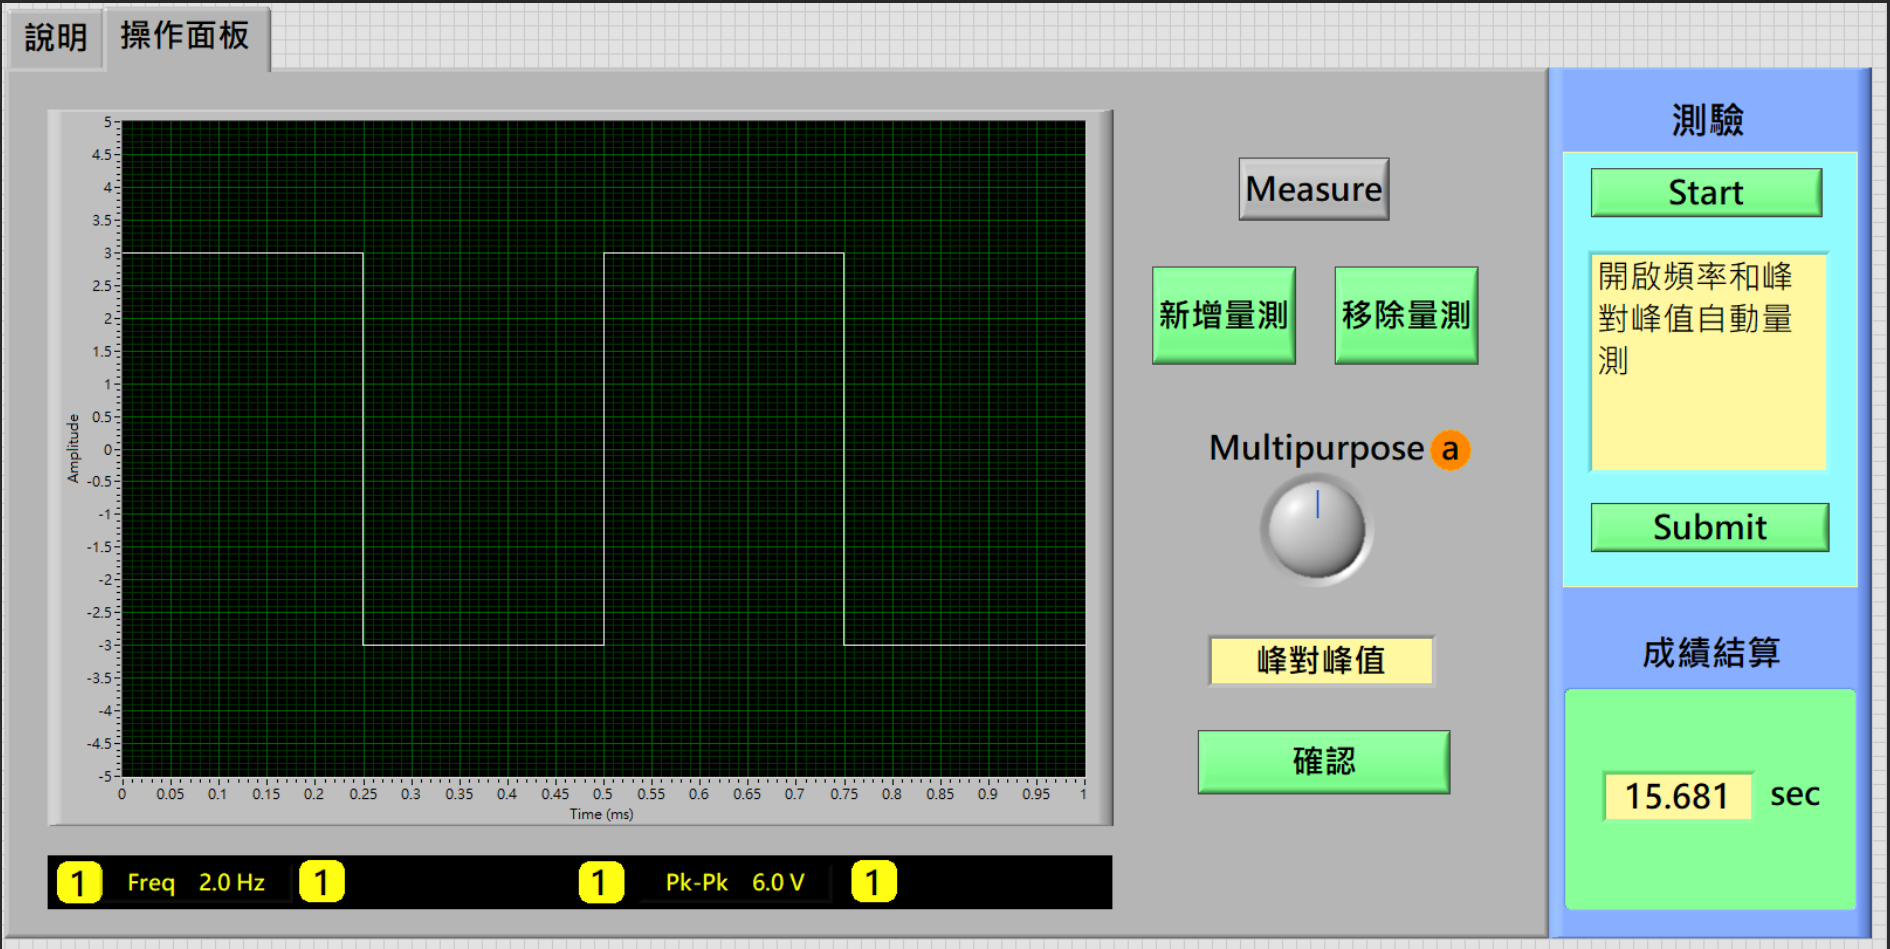 說明
操作面板
5
4.5
4
3.5
3
2.5
2
1.5
1
0.5
0
-0.5
-1
-1.5
-2
-2.5
-3
-3.5
-4
-4.5
-5
Amplitude
0 0.05 0.1 0.15 0.2 0.25 0.3 0.35 0.4 0.45 0.5 0.55 0.6 0.65 0.7 0.75 0.8 0.85 0.9 0.95 1
Time (ms)
1 Freq 2.0 Hz 1 1 Pk-Pk 6.0 V 1
Measure
新增量測
移除量測
Multipurpose a
峰對峰值
確認
測驗
Start
開啟頻率和峰
對峰值自動量
測
Submit
成績結算
15.681 sec